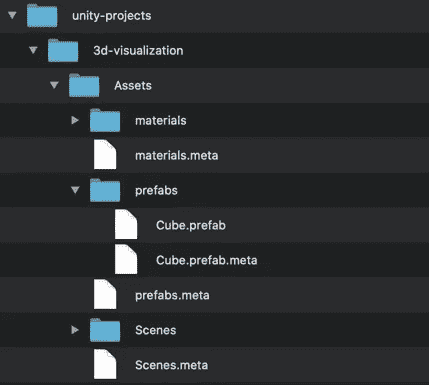 unity-projects
3d-visualization
Assets
materials
materials.meta
prefabs
Cube.prefab
Cube.prefab.meta
prefabs.meta
Scenes
Scenes.meta